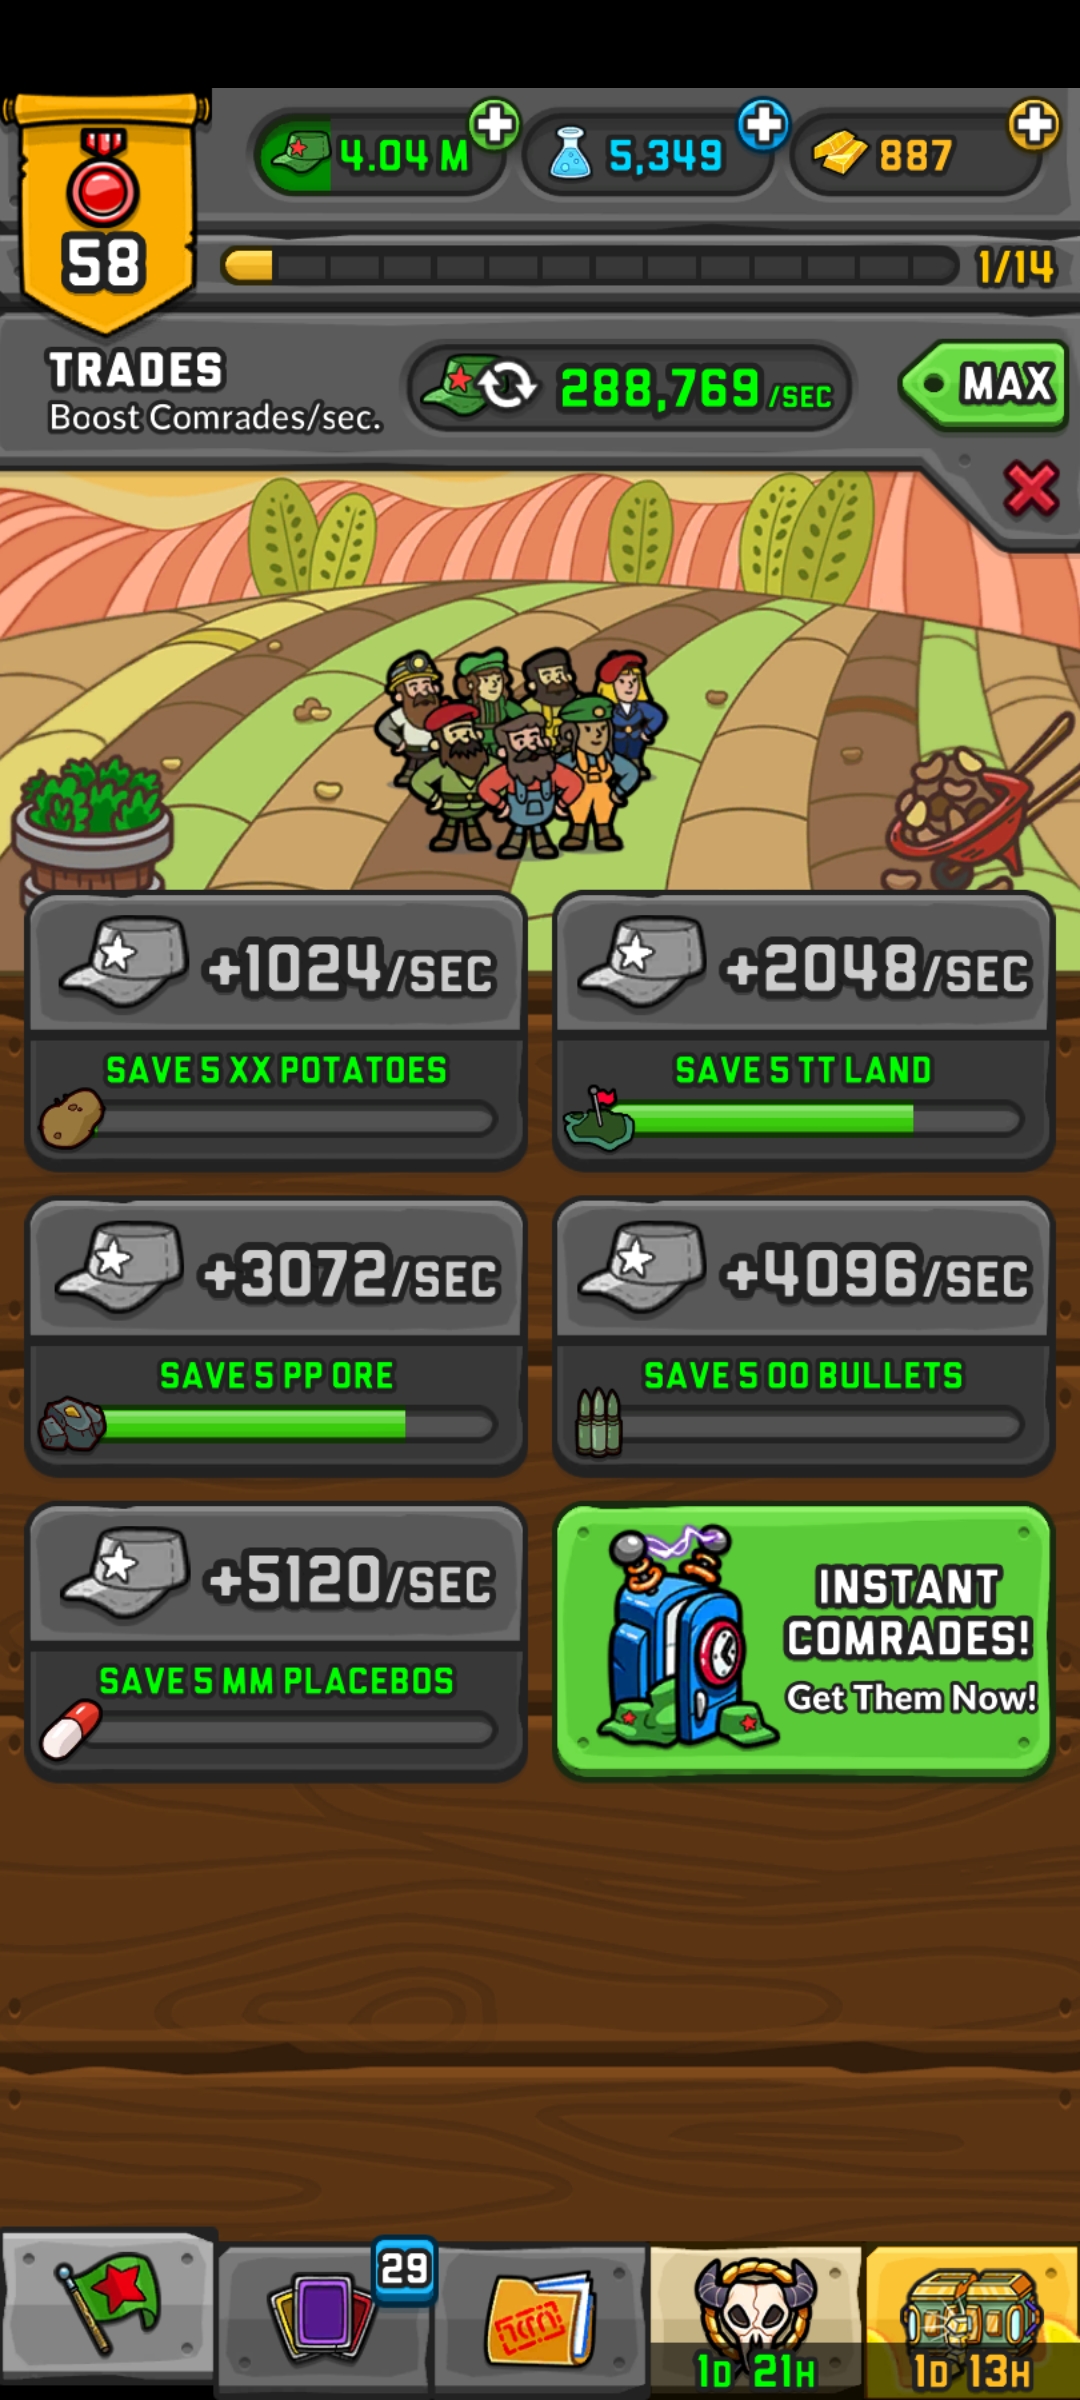 4.04 M
5,349
887
58
1/14
TRADES
Boost Comrades/sec.
288,769 /SEC
MAX
+1024/SEC
+2048/SEC
SAVE 5 XX POTATOES
SAVE 5 TT LAND
+3072/SEC
+4096/SEC
SAVE 5 PP ORE
SAVE 5 OO BULLETS
+5120/SEC
SAVE 5 MM PLACEBOS
INSTANT
COMRADES!
Get Them Now!
29
1D 21H
1D 13H